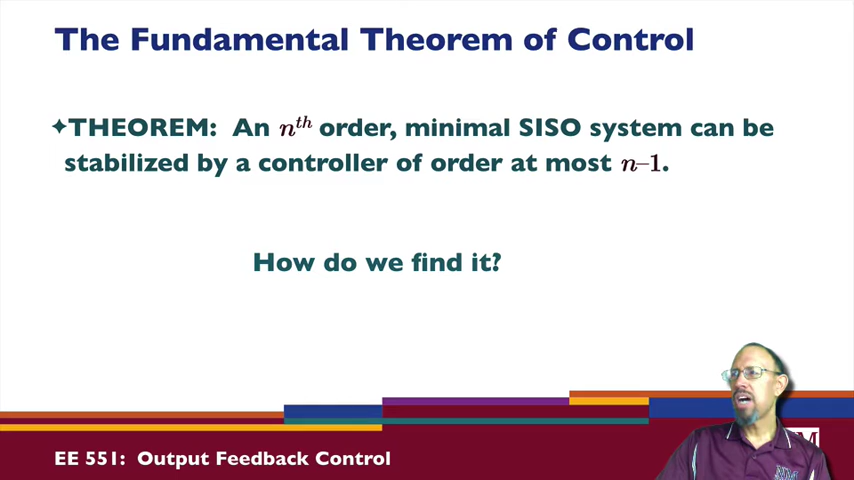 The Fundamental Theorem of Control
✦THEOREM: An nᵗʰ order, minimal SISO system can be
stabilized by a controller of order at most n–1.
How do we find it?
EE 551: Output Feedback Control